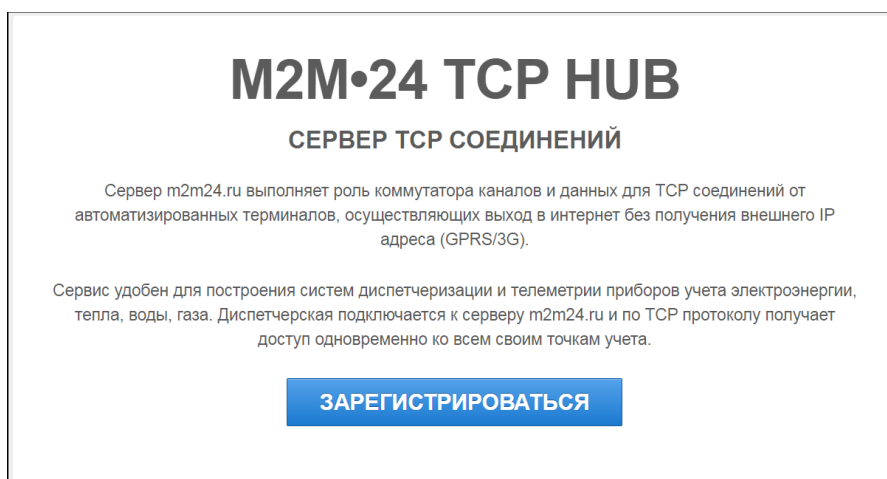 M2M•24 TCP HUB
СЕРВЕР TCP СОЕДИНЕНИЙ
Сервер m2m24.ru выполняет роль коммутатора каналов и данных для TCP соединений от
автоматизированных терминалов, осуществляющих выход в интернет без получения внешнего IP
адреса (GPRS/3G).
Сервис удобен для построения систем диспетчеризации и телеметрии приборов учета электроэнергии,
тепла, воды, газа. Диспетчерская подключается к серверу m2m24.ru и по TCP протоколу получает
доступ одновременно ко всем своим точкам учета.
ЗАРЕГИСТРИРОВАТЬСЯ